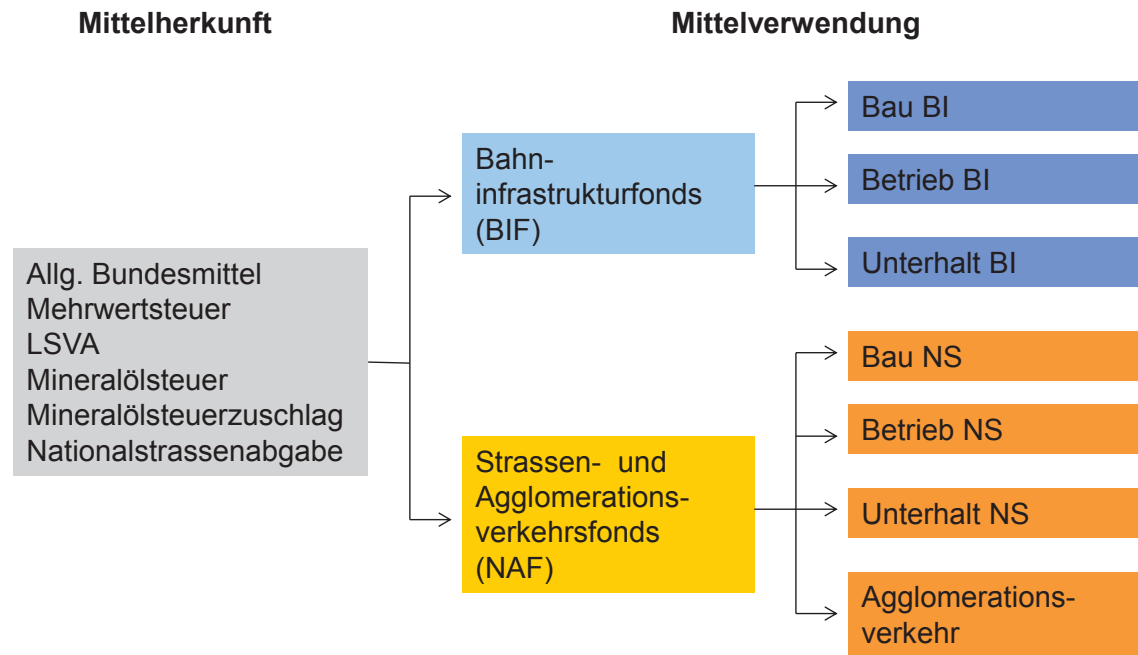 Mittelherkunft
Mittelverwendung
Allg. Bundesmittel
Mehrwertsteuer
LSVA
Mineralölsteuer
Mineralölsteuerzuschlag
Nationalstrassenabgabe
Bahn-
infrastrukturfonds
(BIF)
Strassen- und
Agglomerations-
verkehrsfonds
(NAF)
Bau BI
Betrieb BI
Unterhalt BI
Bau NS
Betrieb NS
Unterhalt NS
Agglomerations-
verkehr